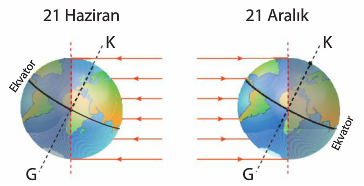 21 Haziran
K
Ekvator
G
21 Aralık
K
Ekvator
G